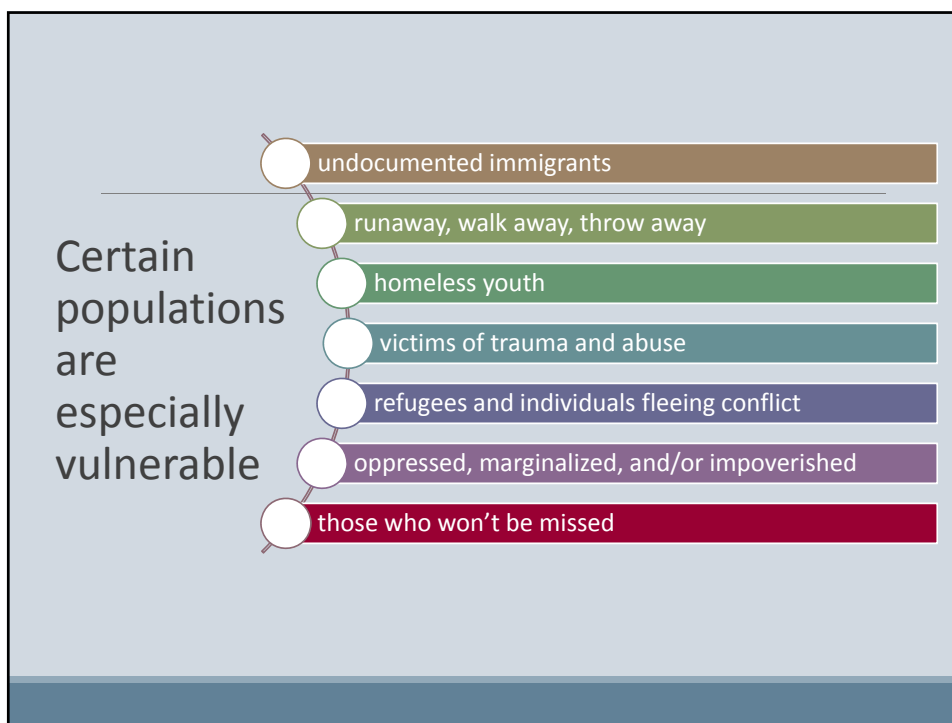 Certain
populations
are
especially
vulnerable
undocumented immigrants
runaway, walk away, throw away
homeless youth
victims of trauma and abuse
refugees and individuals fleeing conflict
oppressed, marginalized, and/or impoverished
those who won’t be missed